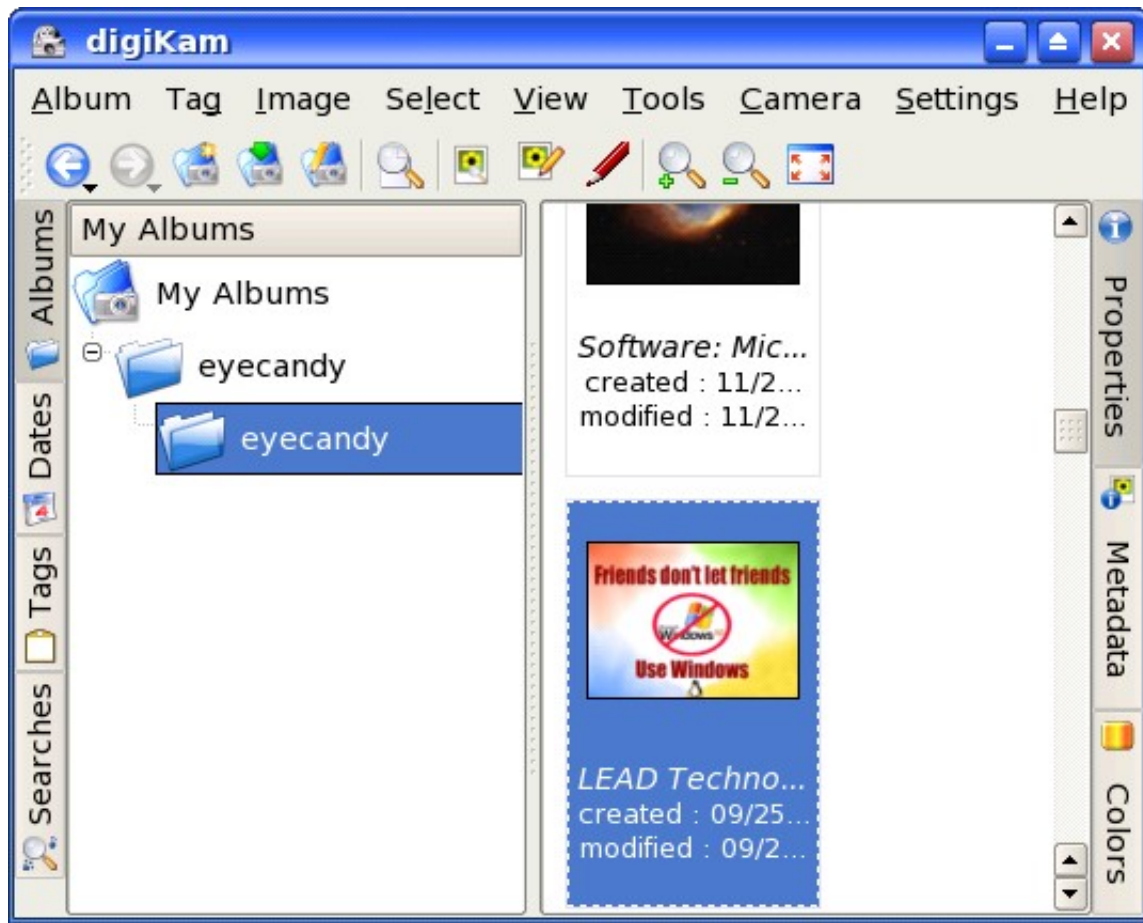 digiKam
Album Tag Image Select View Tools Camera Settings Help
Albums
Dates
Tags
Searches
My Albums
My Albums
eyecandy
eyecandy
Software: Mic...
created : 11/2...
modified : 11/2...
Friends don't let friends
Windows
Use Windows
LEAD Techno...
created : 09/25...
modified : 09/2...
Properties
Metadata
Colors